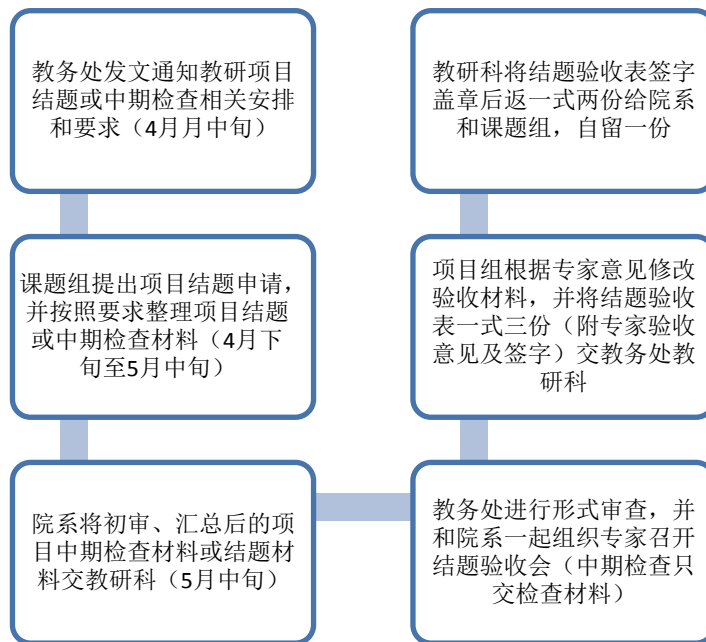 教务处发文通知教研项目
结题或中期检查相关安排
和要求（4月月中旬）
课题组提出项目结题申请，
并按照要求整理项目结题
或中期检查材料（4月下
旬至5月中旬）
院系将初审、汇总后的项
目中期检查材料或结题材
料交教研科（5月中旬）
教务处进行形式审查，并
和院系一起组织专家召开
结题验收会（中期检查只
交检查材料）
项目组根据专家意见修改
验收材料，并将结题验收
表一式三份（附专家验收
意见及签字）交教务处教
研科
教研科将结题验收表签字
盖章后返一式两份给院系
和课题组，自留一份